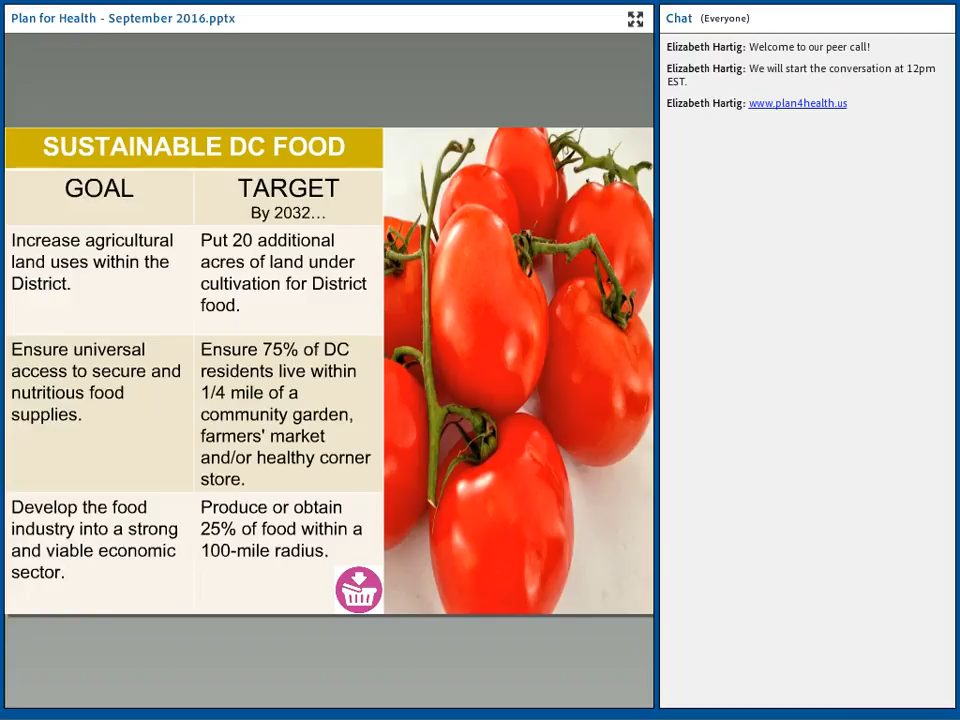 Plan for Health - September 2016.pptx
SUSTAINABLE DC FOOD
GOAL
TARGET
By 2032...
Increase agricultural
land uses within the
District.
Put 20 additional
acres of land under
cultivation for District
food.
Ensure universal
access to secure and
nutritious food
supplies.
Ensure 75% of DC
residents live within
1/4 mile of a
community garden,
farmers' market
and/or healthy corner
store.
Develop the food
industry into a strong
and viable economic
sector.
Produce or obtain
25% of food within a
100-mile radius.
Chat (Everyone)
Elizabeth Hartig: Welcome to our peer call!
Elizabeth Hartig: We will start the conversation at 12pm
EST.
Elizabeth Hartig: www.plan4health.us